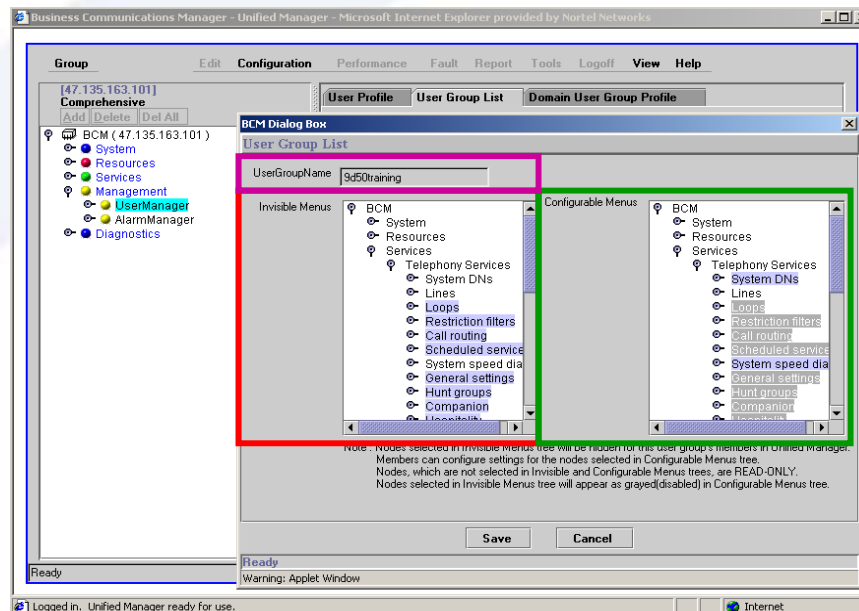 Business Communications Manager - Unified Manager - Microsoft Internet Explorer provided by Nortel Networks
Group Edit Configuration Performance Fault Report Tools Logoff View Help
[47.135.163.101]
Comprehensive
Add Delete Del All
BCM ( 47.135.163.101 )
System
Resources
Services
Management
UserManager
AlarmManager
Diagnostics
User Profile User Group List Domain User Group Profile
BCM Dialog Box
User Group List
UserGroupName 9d50training
Invisible Menus
BCM
System
Resources
Services
Telephony Services
System DNs
Lines
Loops
Restriction filters
Call routing
Scheduled service
System speed dia
General settings
Hunt groups
Companion
Hospitality
Configurable Menus
BCM
System
Resources
Services
Telephony Services
System DNs
Lines
Loops
Restriction filters
Call routing
Scheduled service
System speed dia
General settings
Hunt groups
Companion
Hospitality
Note : Nodes selected in Invisible Menus tree will be hidden for this user group's members in Unified Manager.
Members can configure settings for the nodes selected in Configurable Menus tree.
Nodes, which are not selected in Invisible and Configurable Menus trees, are READ-ONLY.
Nodes selected in Invisible Menus tree will appear as grayed(disabled) in Configurable Menus tree.
Save Cancel
Ready
Warning: Applet Window
Ready
Logged in. Unified Manager ready for use. Internet